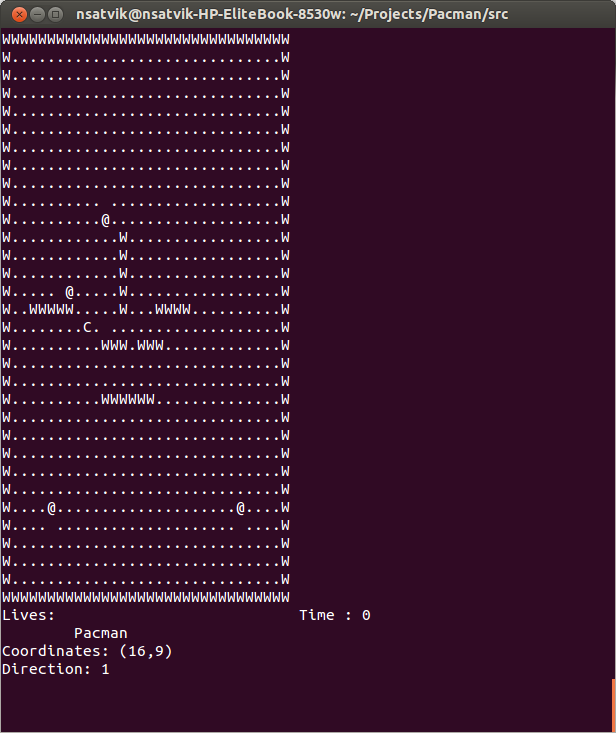 nsatvik@nsatvik-HP-EliteBook-8530w: ~/Projects/Pacman/src
WWWWWWWWWWWWWWWWWWWWWWWWWWWWWWWW
W..............................W
W..............................W
W..............................W
W..............................W
W..............................W
W..............................W
W..............................W
W..............................W
W.......... ...................W
W..........@...................W
W............W.................W
W............W.................W
W............W.................W
W..... @.....W.................W
W..WWWWW.....W...WWWW..........W
W........C. ...................W
W..........WWW.WWW.............W
W..............................W
W..............................W
W..........WWWWWW..............W
W..............................W
W..............................W
W..............................W
W..............................W
W..............................W
W....@....................@....W
W.... .................... ....W
W..............................W
W..............................W
W..............................W
WWWWWWWWWWWWWWWWWWWWWWWWWWWWWWWW
Lives:                           Time : 0
        Pacman
Coordinates: (16,9)
Direction: 1